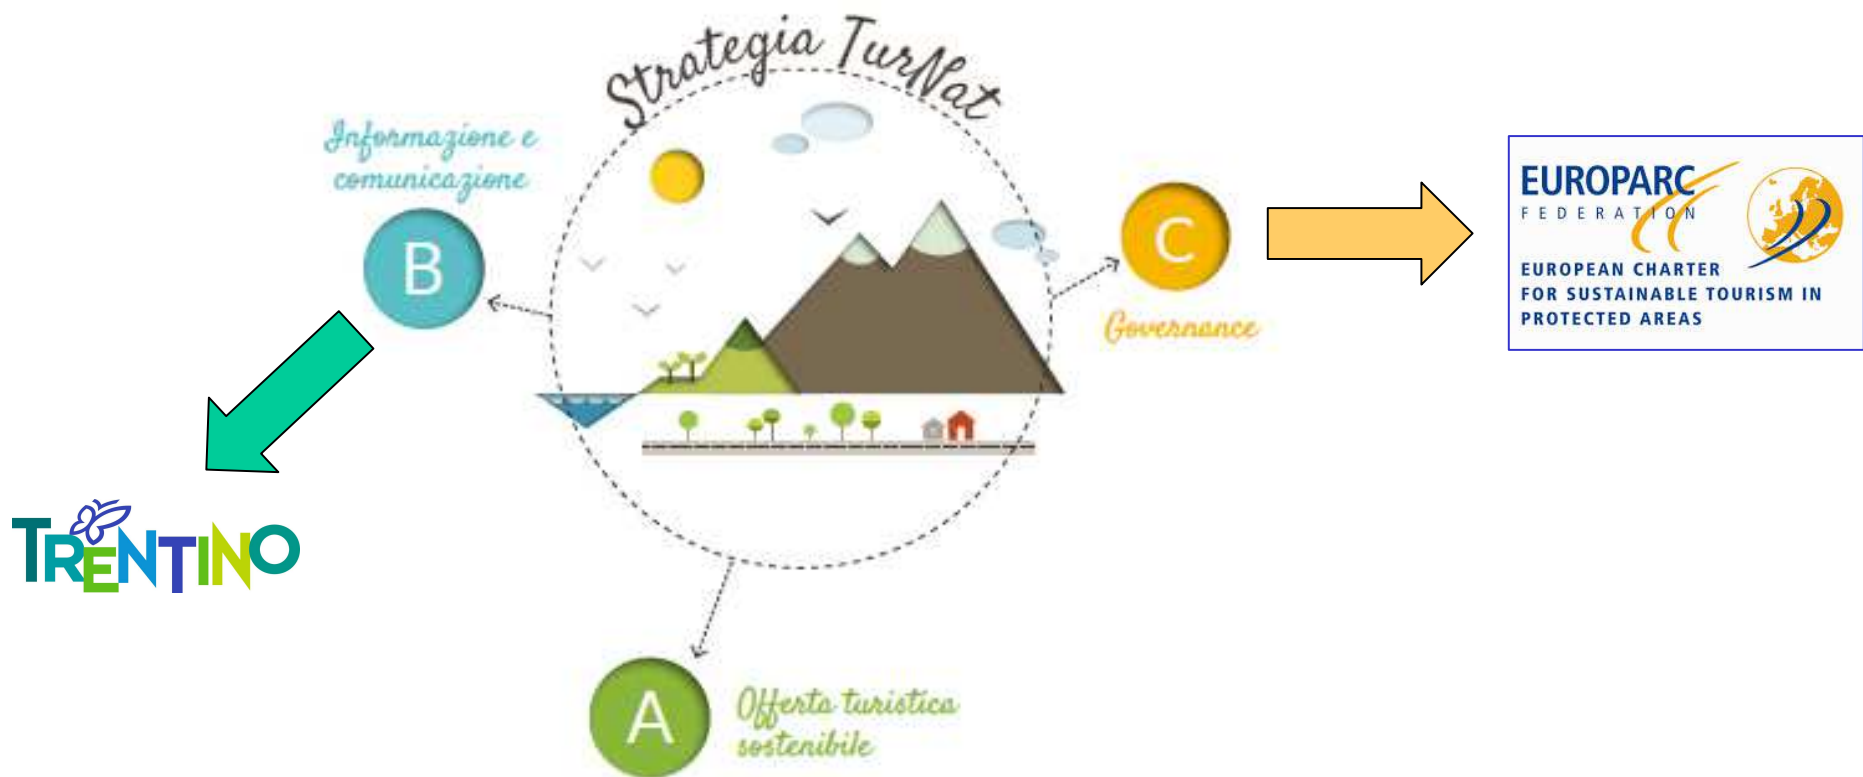 Strategia TurNat
Informazione e
comunicazione
B
C
Governance
EUROPARC
FEDERATION
EUROPEAN CHARTER
FOR SUSTAINABLE TOURISM IN
PROTECTED AREAS
TRENTINO
A
Offerta turistica
sostenibile